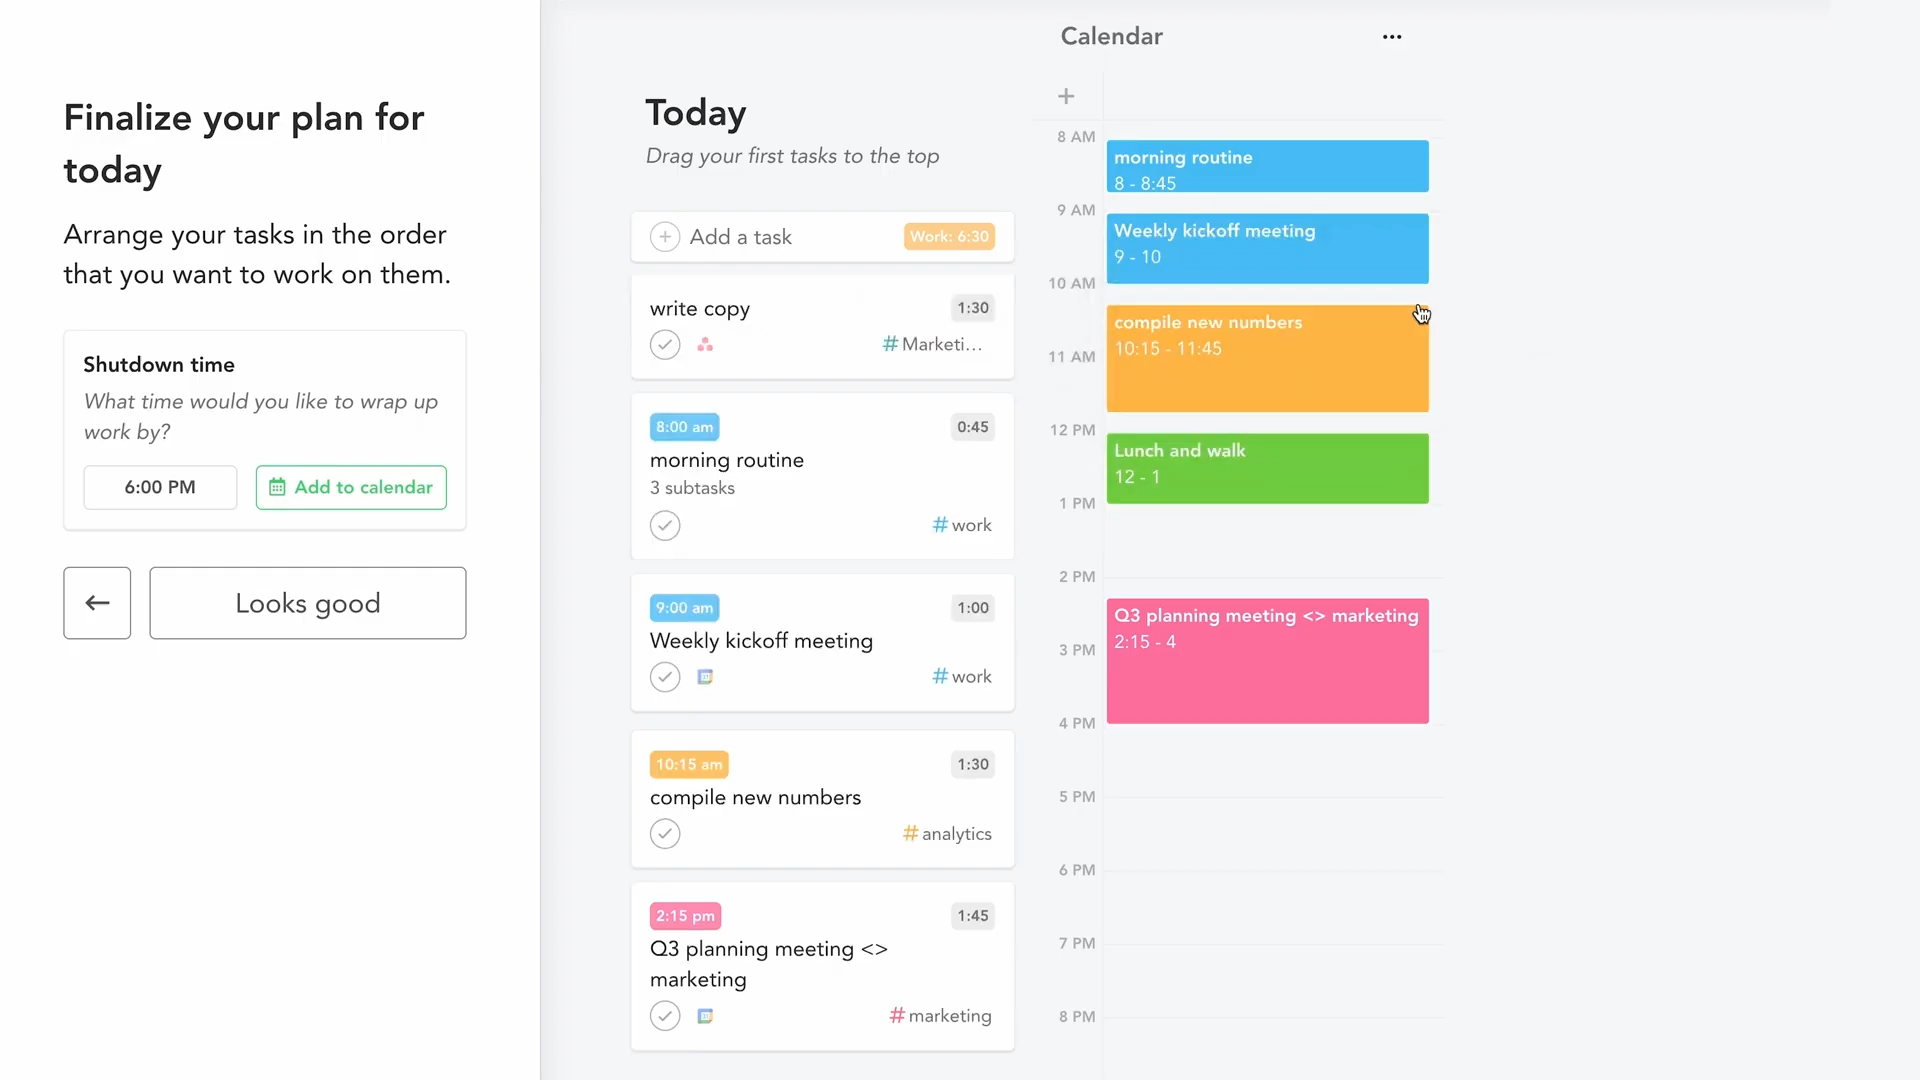 Finalize your plan for
today
Arrange your tasks in the order
that you want to work on them.
Shutdown time
What time would you like to wrap up
work by?
6:00 PM
Add to calendar
Looks good
Today
Drag your first tasks to the top
Add a task
Work: 6:30
write copy
1:30
# Marketi...
8:00 am
0:45
morning routine
3 subtasks
# work
9:00 am
1:00
Weekly kickoff meeting
# work
10:15 am
1:30
compile new numbers
# analytics
2:15 pm
1:45
Q3 planning meeting <>
marketing
# marketing
Calendar
8 AM
morning routine
8 - 8:45
9 AM
Weekly kickoff meeting
9 - 10
10 AM
compile new numbers
10:15 - 11:45
11 AM
12 PM
Lunch and walk
12 - 1
1 PM
2 PM
Q3 planning meeting <> marketing
2:15 - 4
3 PM
4 PM
5 PM
6 PM
7 PM
8 PM